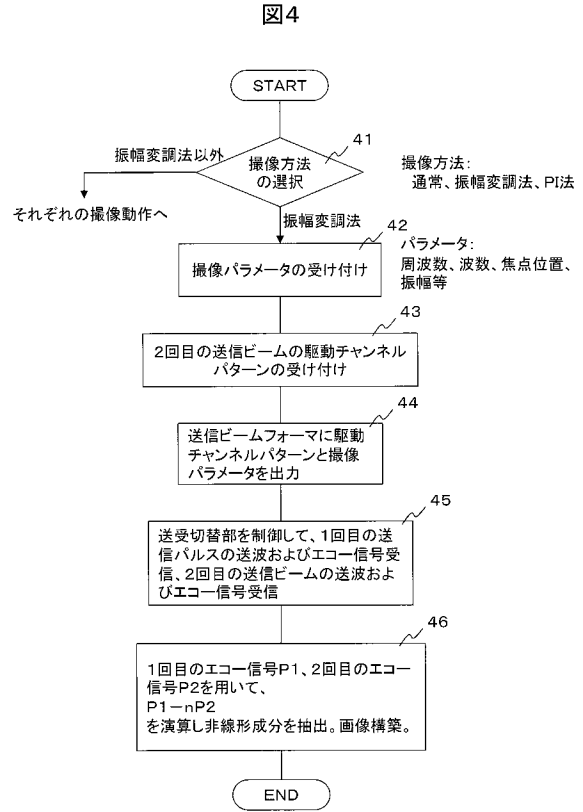 図4
START
41
振幅変調法以外
撮像方法
の選択
撮像方法:
通常、振幅変調法、PI法
それぞれの撮像動作へ
振幅変調法
42
撮像パラメータの受け付け
パラメータ:
周波数、波数、焦点位置、
振幅等
43
2回目の送信ビームの駆動チャンネル
パターンの受け付け
44
送信ビームフォーマに駆動
チャンネルパターンと撮像
パラメータを出力
45
送受切替部を制御して、1回目の送
信パルスの送波およびエコー信号受
信、2回目の送信ビームの送波およ
びエコー信号受信
46
1回目のエコー信号P1、2回目のエコー
信号P2を用いて、
P1-nP2
を演算し非線形成分を抽出。画像構築。
END